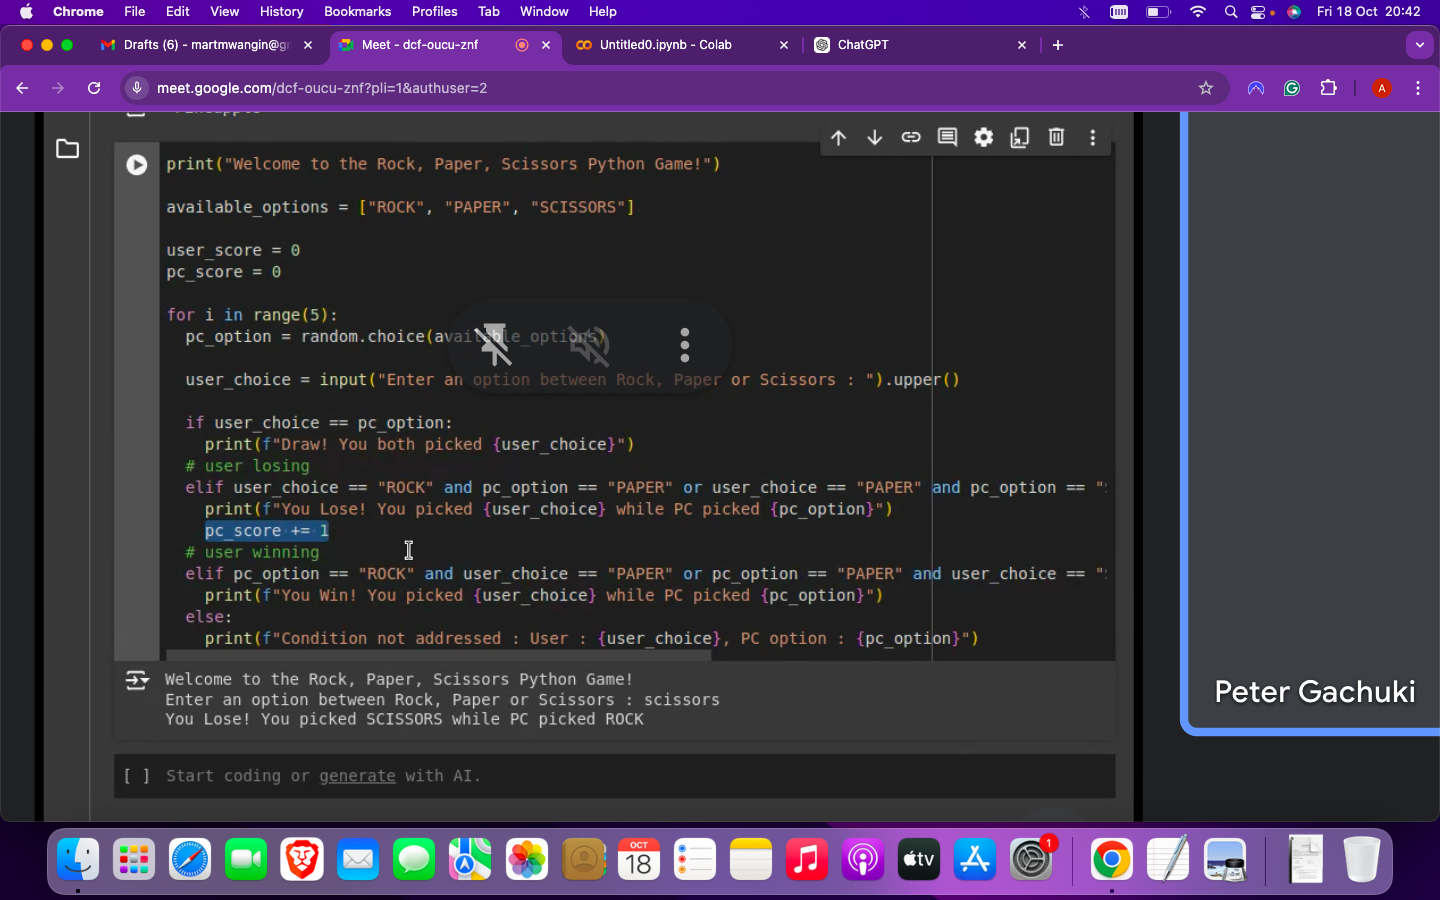 Chrome File Edit View History Bookmarks Profiles Tab Window Help Fri 18 Oct 20:42
Drafts (6) - martmwangin@gr Meet - dcf-oucu-znf Untitled0.ipynb - Colab ChatGPT
meet.google.com/dcf-oucu-znf?pli=1&authuser=2 A
print("Welcome to the Rock, Paper, Scissors Python Game!")
available_options = ["ROCK", "PAPER", "SCISSORS"]
user_score = 0
pc_score = 0
for i in range(5):
pc_option = random.choice(available_options)
user_choice = input("Enter an option between Rock, Paper or Scissors : ").upper()
if user_choice == pc_option:
print(f"Draw! You both picked {user_choice}")
# user losing
elif user_choice == "ROCK" and pc_option == "PAPER" or user_choice == "PAPER" and pc_option == "
print(f"You Lose! You picked {user_choice} while PC picked {pc_option}")
pc_score += 1
# user winning
elif pc_option == "ROCK" and user_choice == "PAPER" or pc_option == "PAPER" and user_choice == "
print(f"You Win! You picked {user_choice} while PC picked {pc_option}")
else:
print(f"Condition not addressed : User : {user_choice}, PC option : {pc_option}")
Welcome to the Rock, Paper, Scissors Python Game!
Enter an option between Rock, Paper or Scissors : scissors
You Lose! You picked SCISSORS while PC picked ROCK
[ ] Start coding or generate with AI.
Peter Gachuki
OCT
18
tv
1